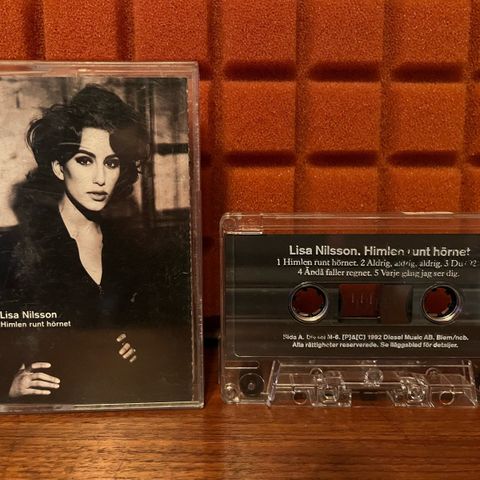 Lisa Nilsson
Himlen runt hörnet
Lisa Nilsson. Himlen runt hörnet
1 Himlen runt hörnet. 2 Aldrig, aldrig, aldrig. 3 Du
4 Ändå faller regnet. 5 Varje gång jag ser dig.
Sida A. M-6. [P]&[C] 1992 Diesel Music AB. Biem/ncb.
Alla rättigheter reserverade. Se iläggsblad för detaljer.